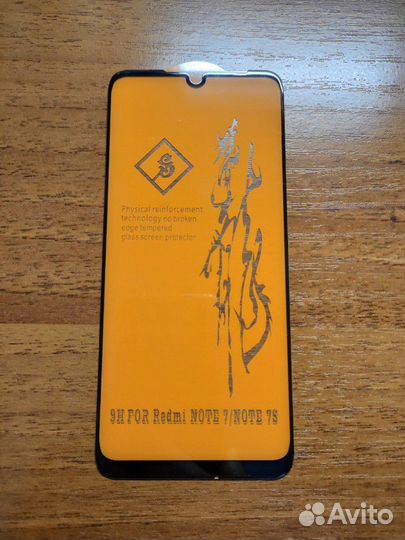 Physical reinforcement
technology no broken
edge tempered
glass screen protector
9H FOR Redmi NOTE 7/NOTE 7S
Avito